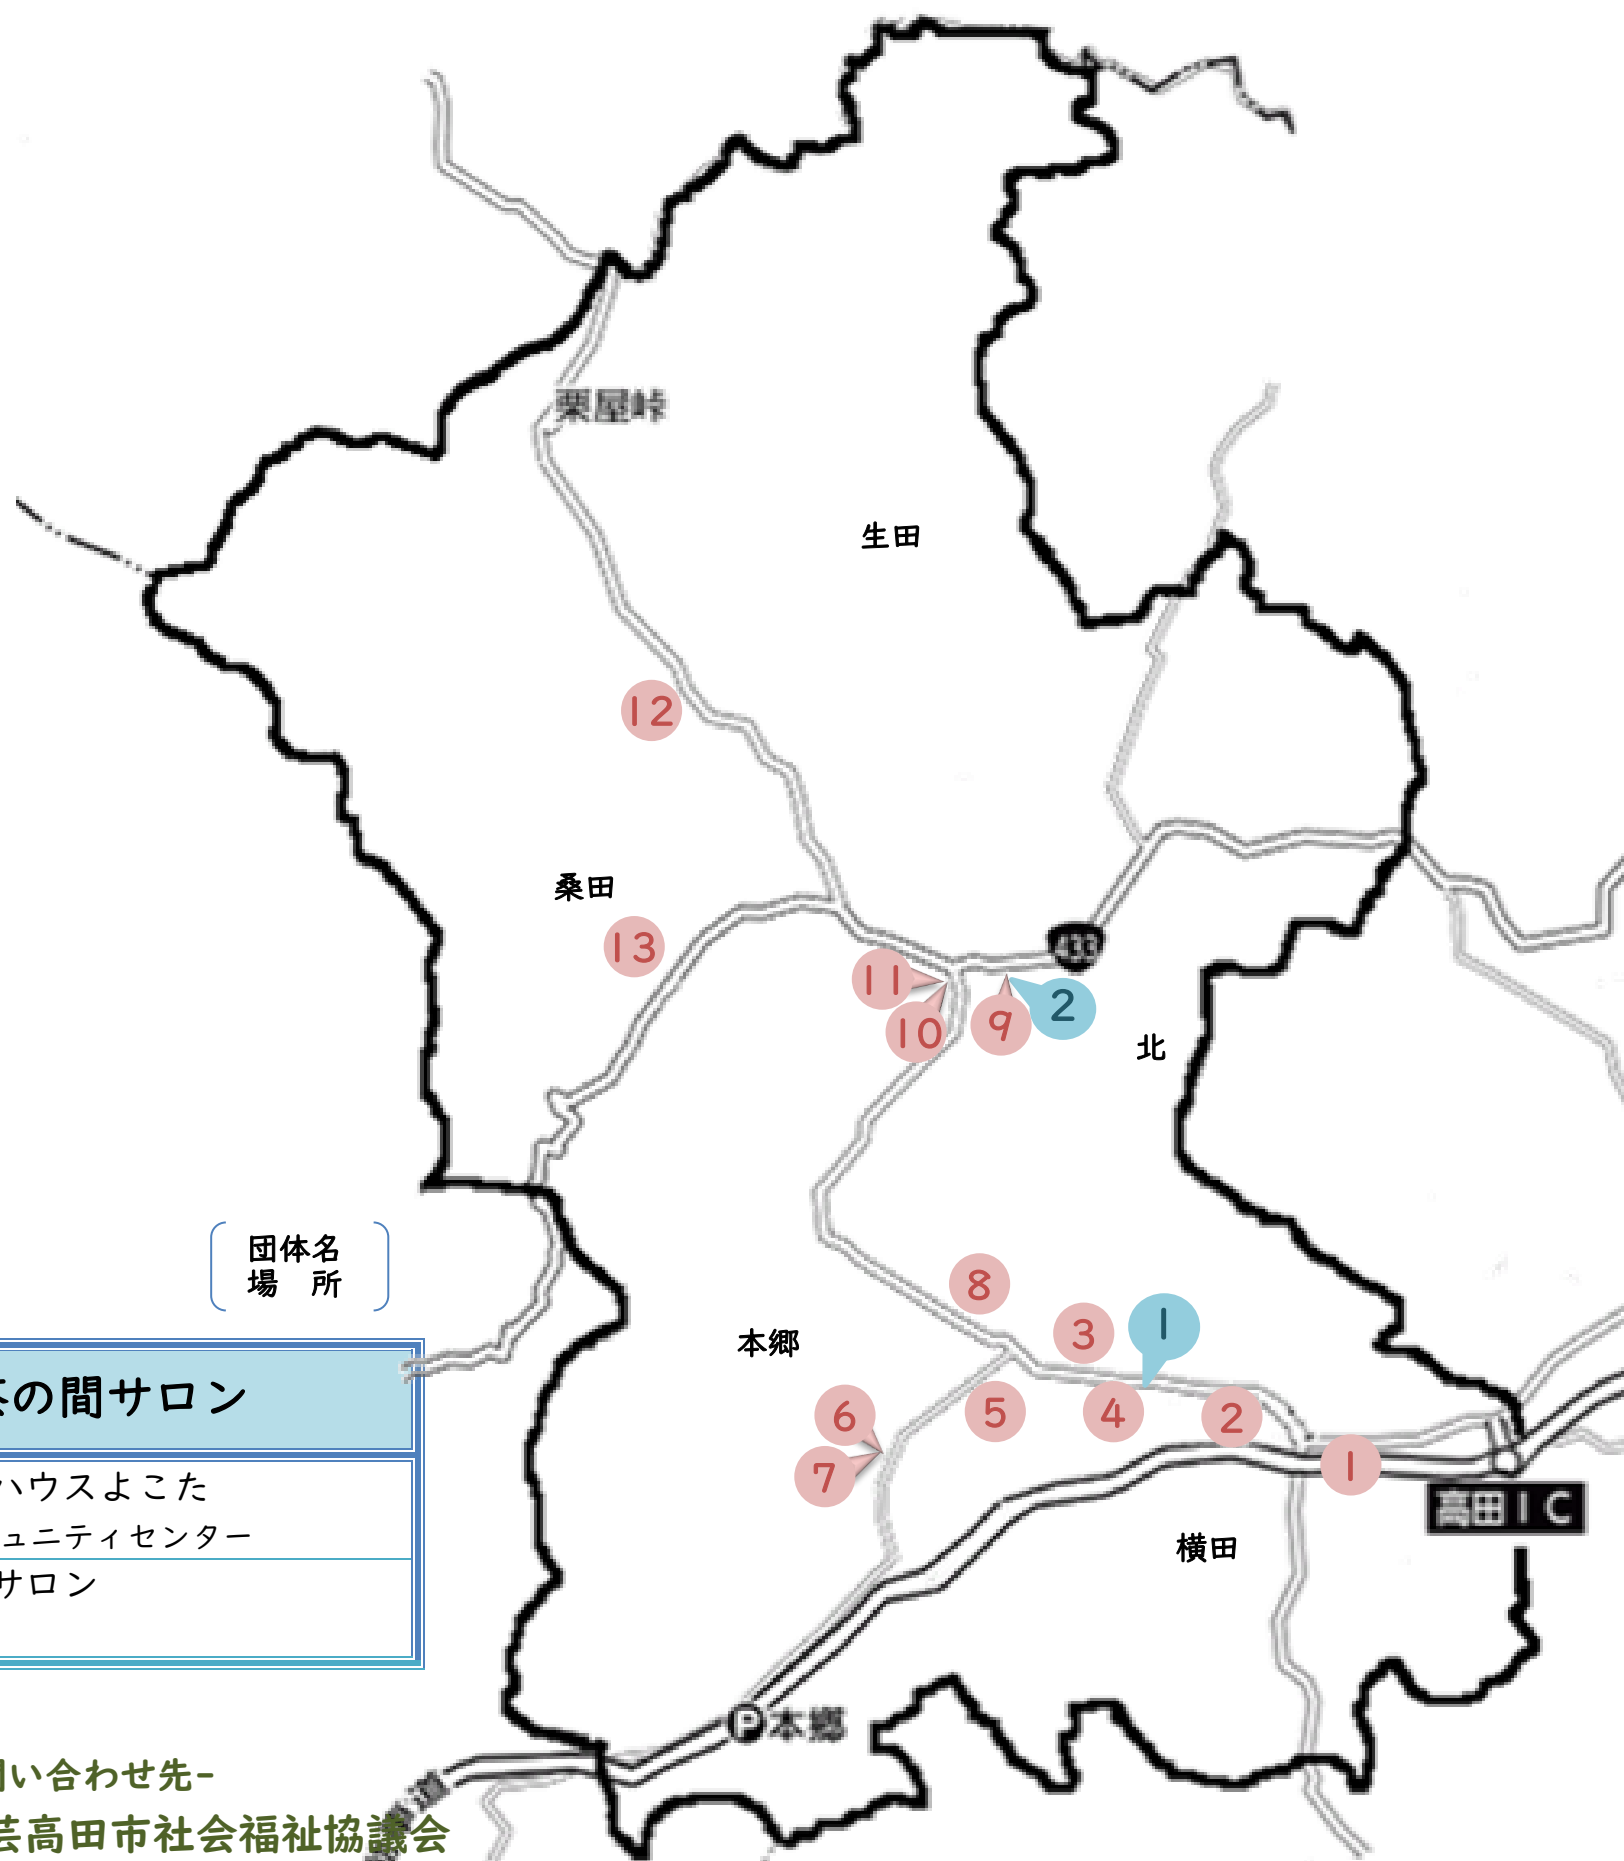 栗屋峠
生田
12
桑田
13
433
11
10
9
2
北
団体名
場　所
8
3
1
本郷
の間サロン
6
5
4
2
7
1
ハウスよこた
高田IC
ュニティセンター
横田
サロン
P本郷
い合わせ先-
芸高田市社会福祉協議会